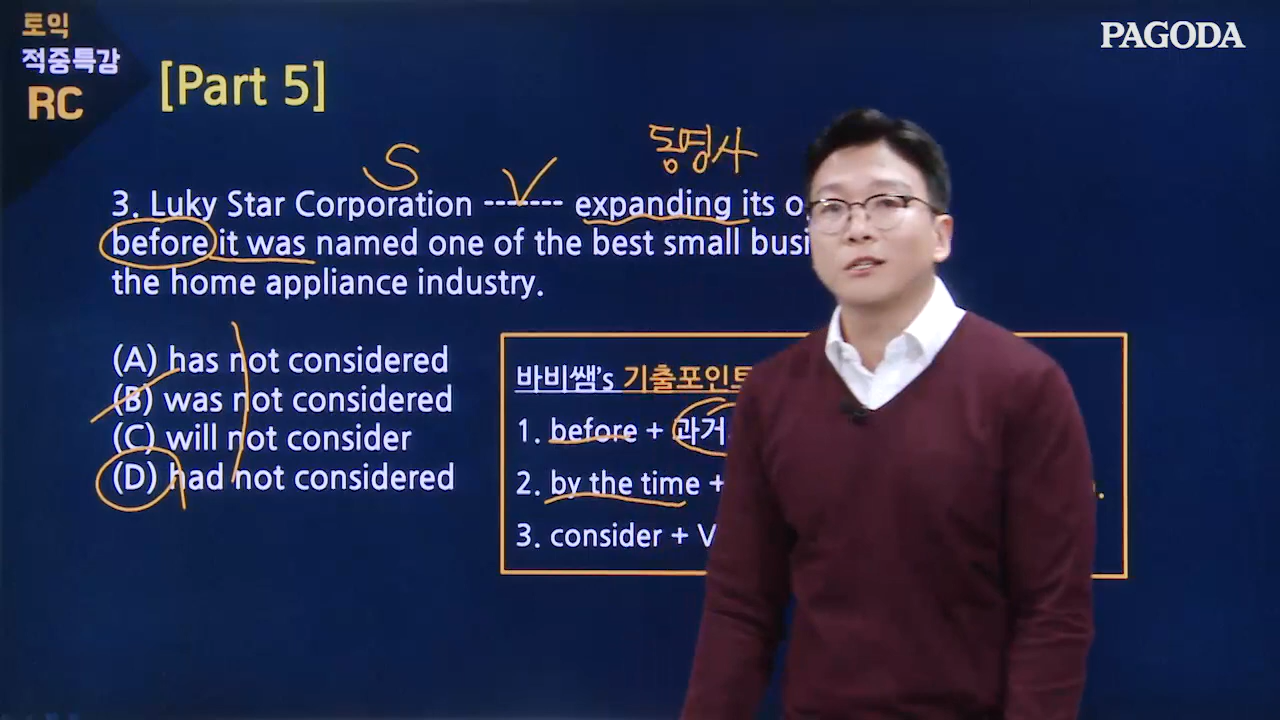 토익
적중특강
RC
PAGODA
[Part 5]
S
V
동명사
3. Luky Star Corporation ------- expanding its
before it was named one of the best small
the home appliance industry.
(A) has not considered
(B) was not considered
(C) will not consider
(D) had not considered
바비쌤's 기출포인트
1. before + 과거
2. by the time +
3. consider + V